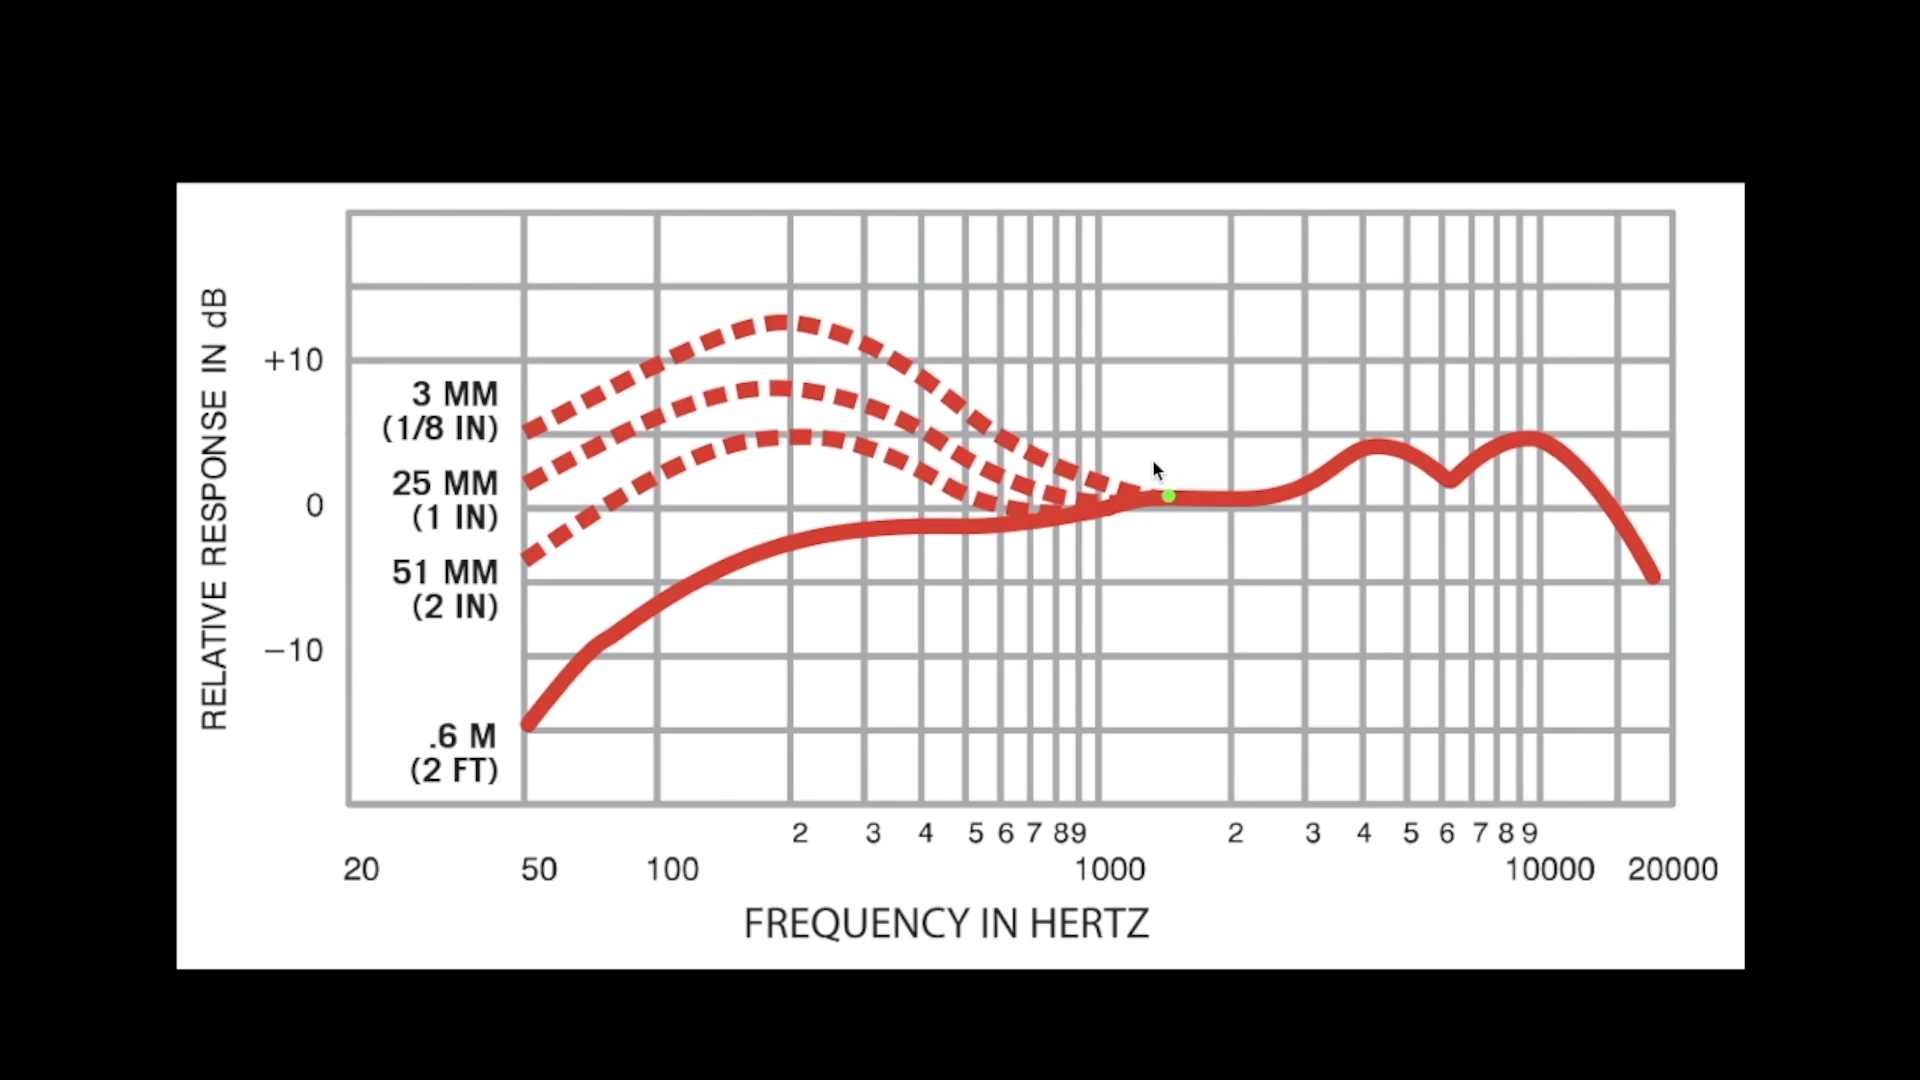 RELATIVE RESPONSE IN dB
+10
0
−10
3 MM
(1/8 IN)
25 MM
(1 IN)
51 MM
(2 IN)
.6 M
(2 FT)
2 3 4 5 6 7 8 9 2 3 4 5 6 7 8 9
20 50 100 1000 10000 20000
FREQUENCY IN HERTZ